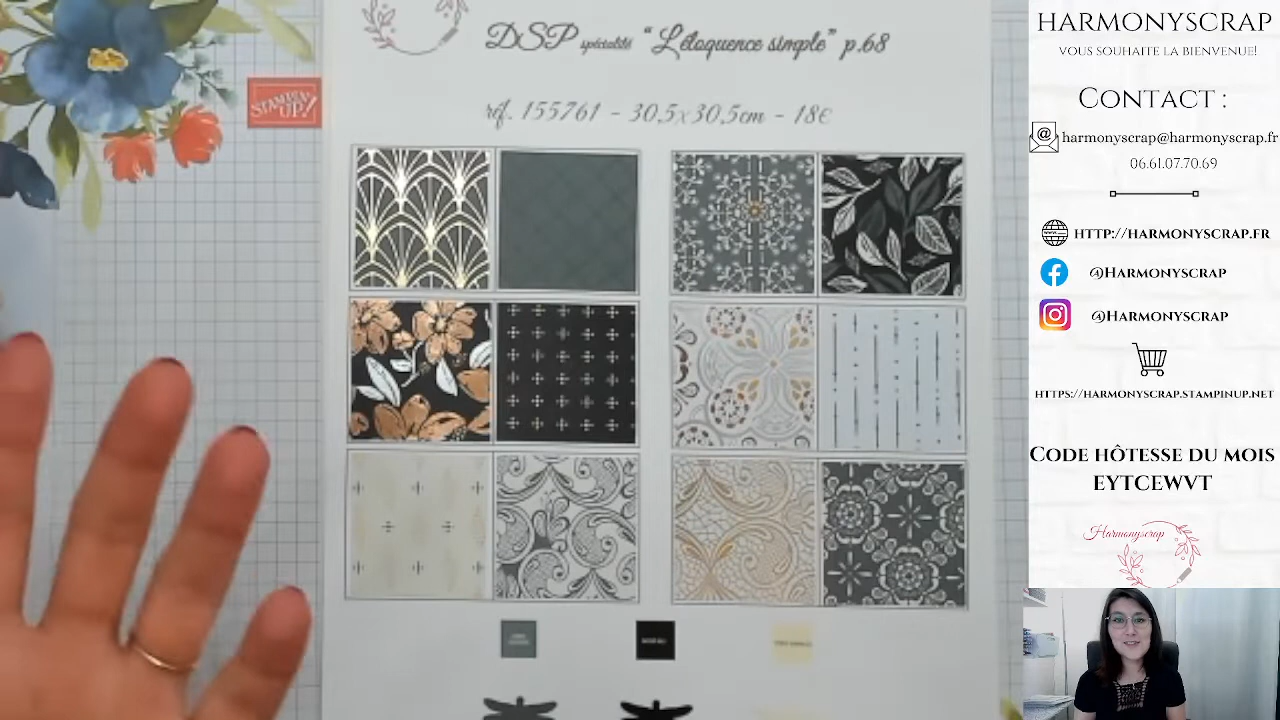 DSP spécialité "L'éloquence simple" p.68
réf. 155761 - 30,5x30,5cm - 18€
STAMPIN' UP!
HARMONYSCRAP
VOUS SOUHAITE LA BIENVENUE!
CONTACT :
harmonyscrap@harmonyscrap.fr
06.61.07.70.69
HTTP://HARMONYSCRAP.FR
@HARMONYSCRAP
@HARMONYSCRAP
HTTPS://HARMONYSCRAP.STAMPINUP.NET
CODE HÔTESSE DU MOIS
EYTCEWVT
Harmonyscrap